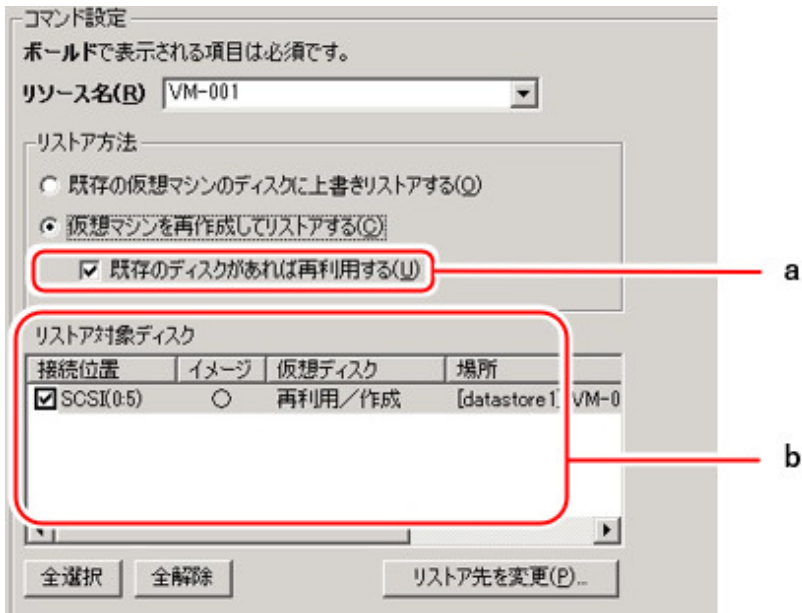 コマンド設定
ボールドで表示される項目は必須です。
リソース名(R) VM-001
リストア方法
既存の仮想マシンのディスクに上書きリストアする(O)
仮想マシンを再作成してリストアする(C)
既存のディスクがあれば再利用する(U)
a
リストア対象ディスク
接続位置 イメージ 仮想ディスク 場所
SCSI(0:5) ○ 再利用／作成 [datastore1] VM-0
b
全選択 全解除 リストア先を変更(P)...